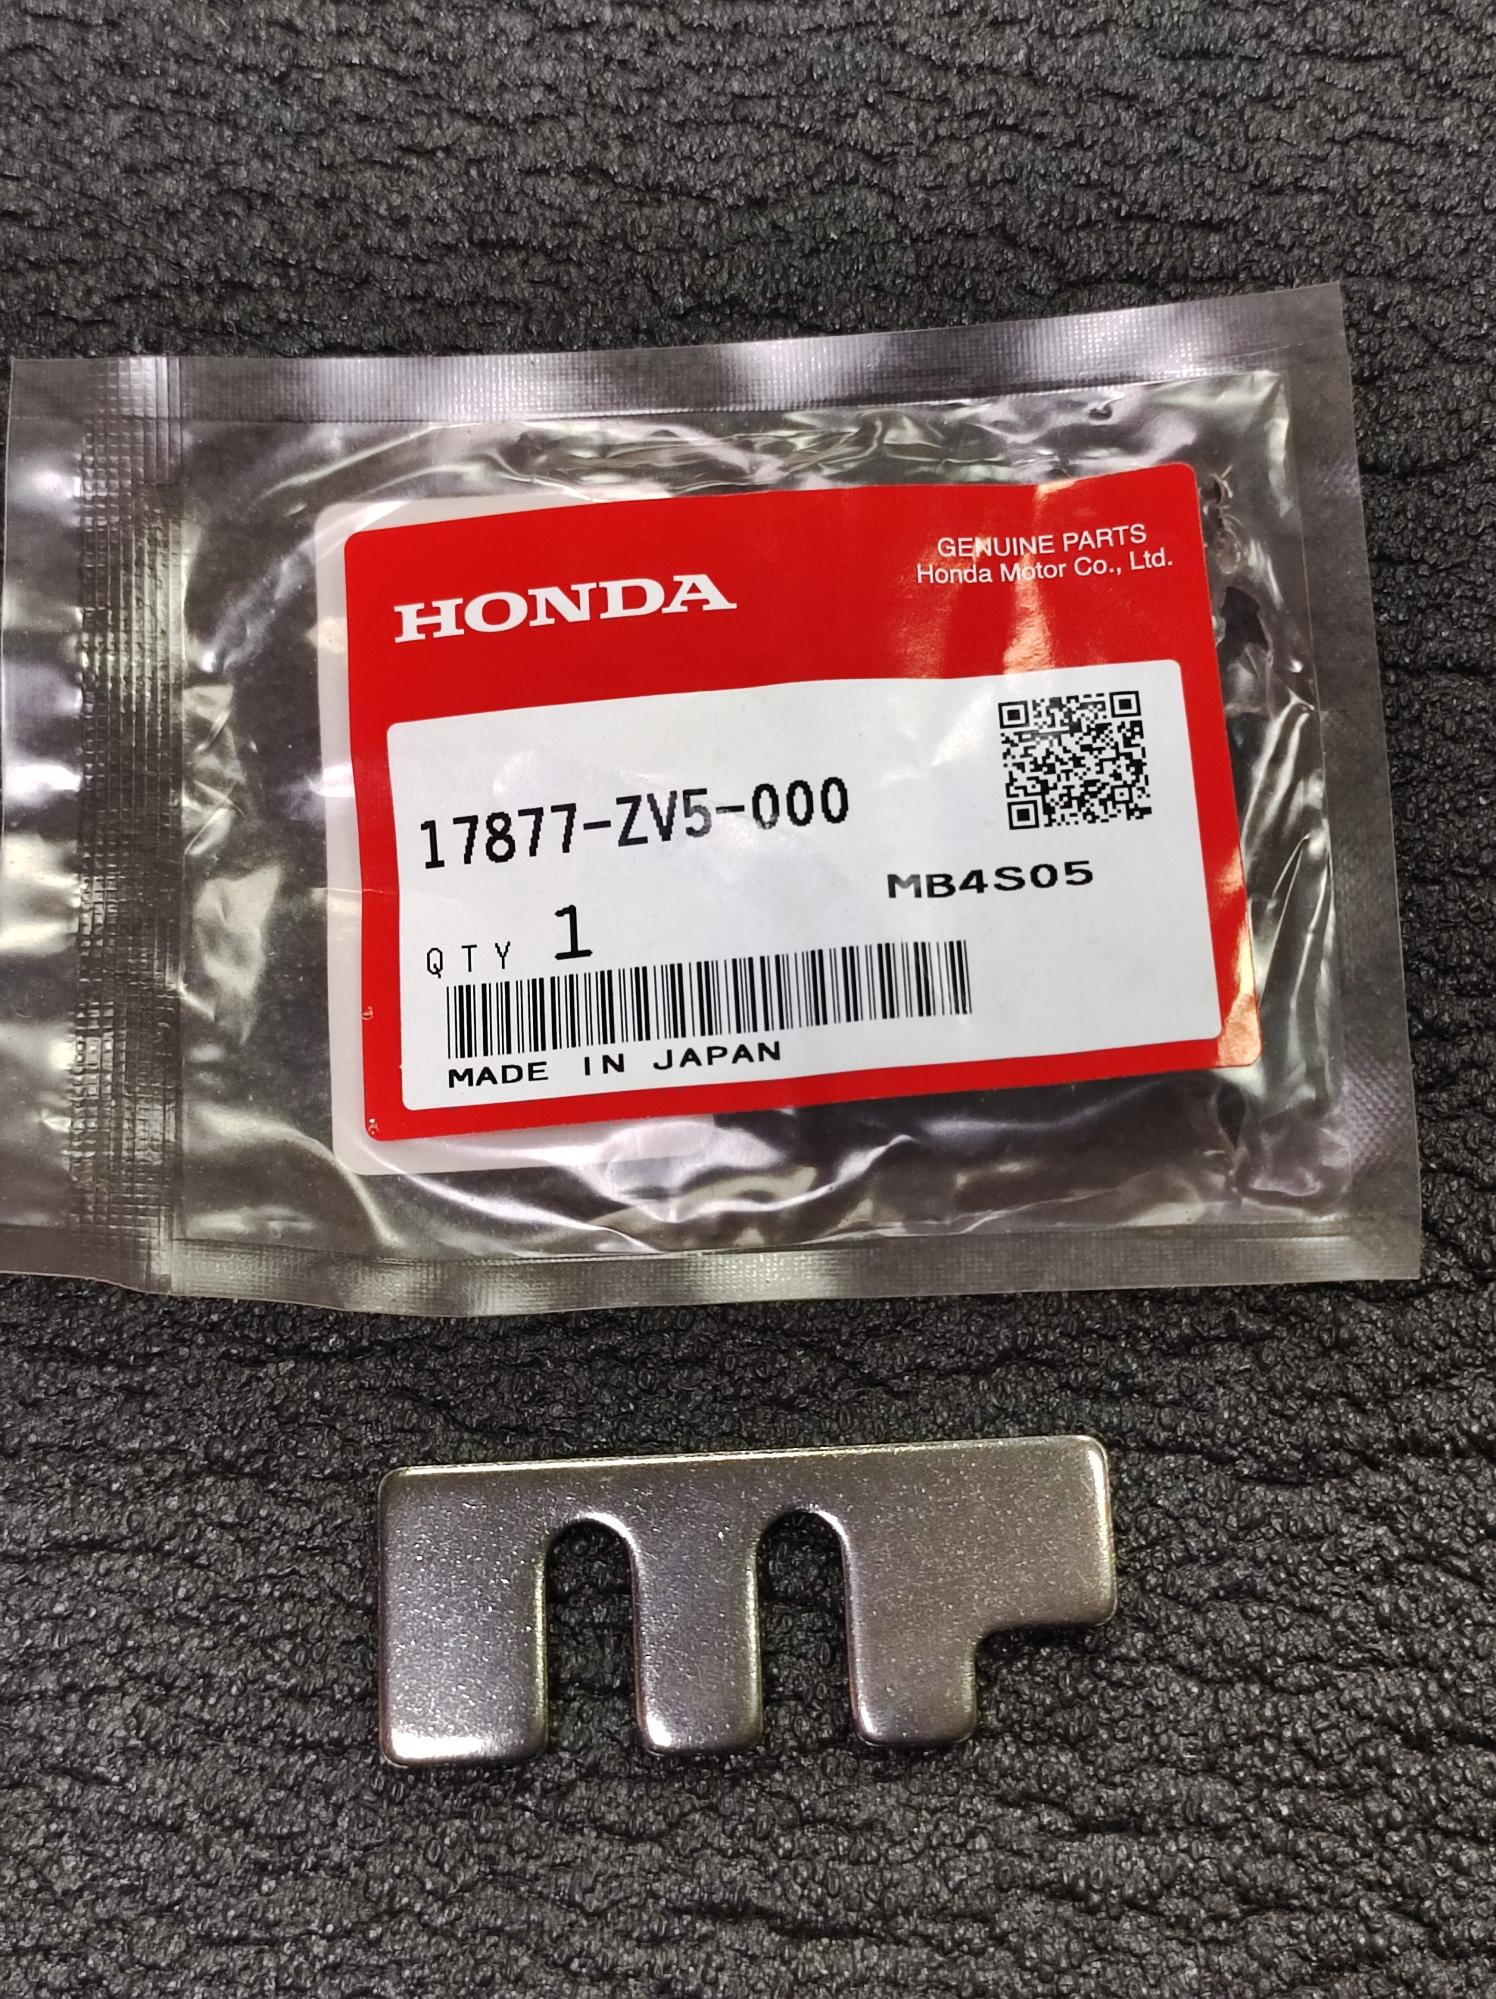 HONDA
GENUINE PARTS
Honda Motor Co., Ltd.
17877-ZV5-000
MB4S05
QTY 1
MADE IN JAPAN